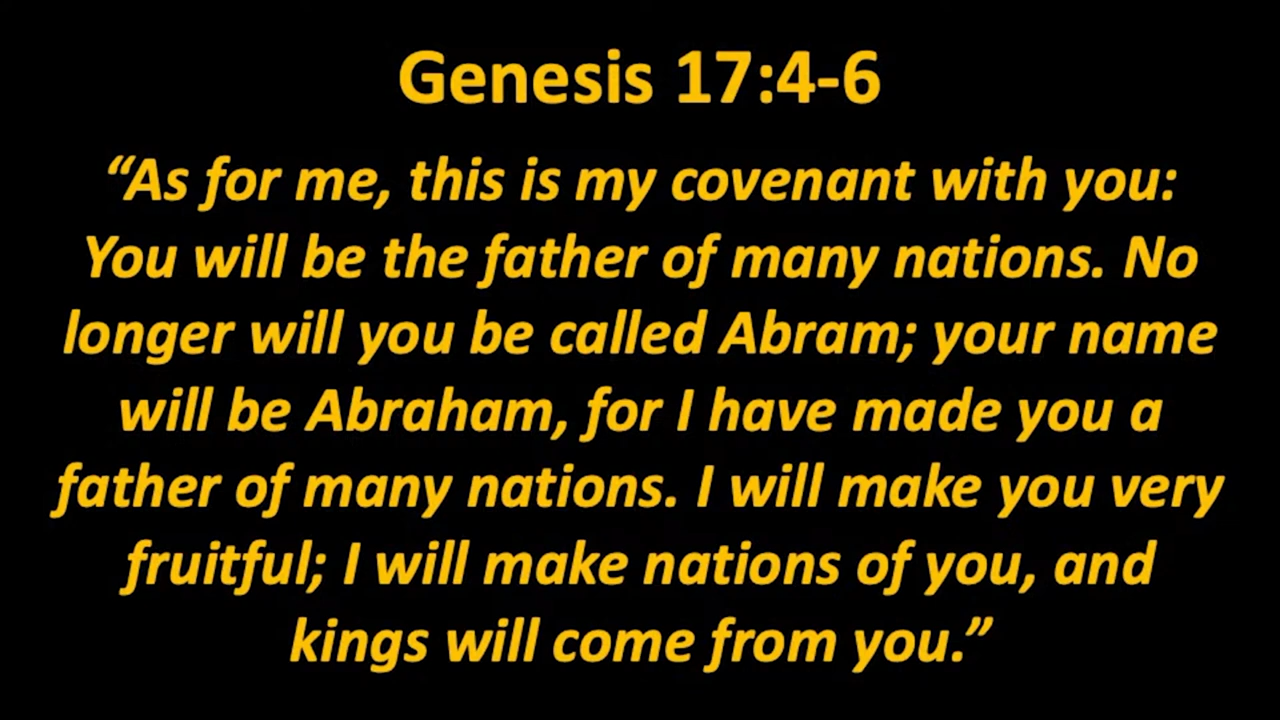 Genesis 17:4-6
“As for me, this is my covenant with you:
You will be the father of many nations. No
longer will you be called Abram; your name
will be Abraham, for I have made you a
father of many nations. I will make you very
fruitful; I will make nations of you, and
kings will come from you.”